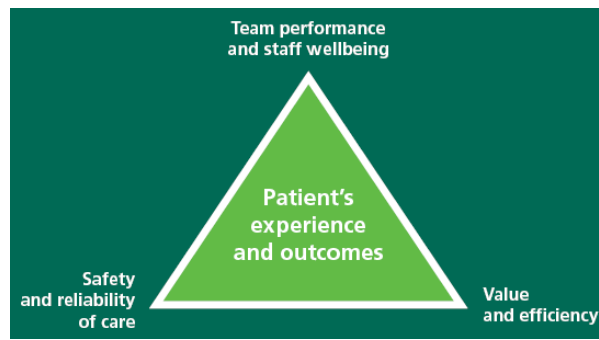 Team performance
and staff wellbeing
Patient's
experience
and outcomes
Safety
and reliability
of care
Value
and efficiency